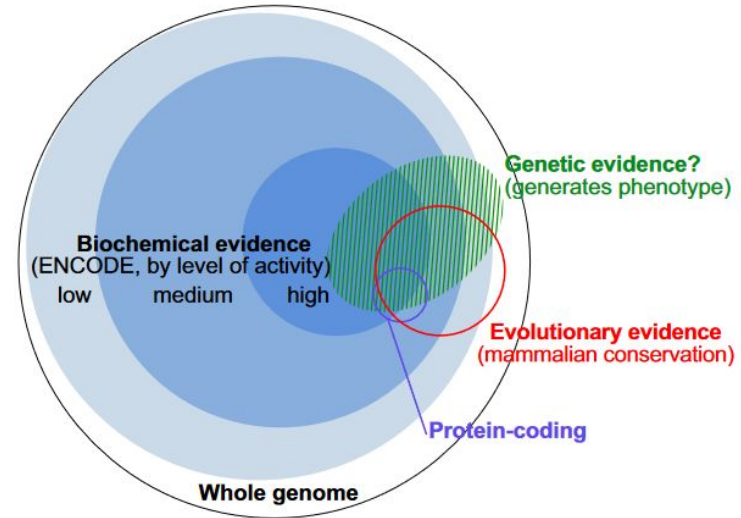 Genetic evidence?
(generates phenotype)
Biochemical evidence
(ENCODE, by level of activity)
low medium high
Evolutionary evidence
(mammalian conservation)
Protein-coding
Whole genome